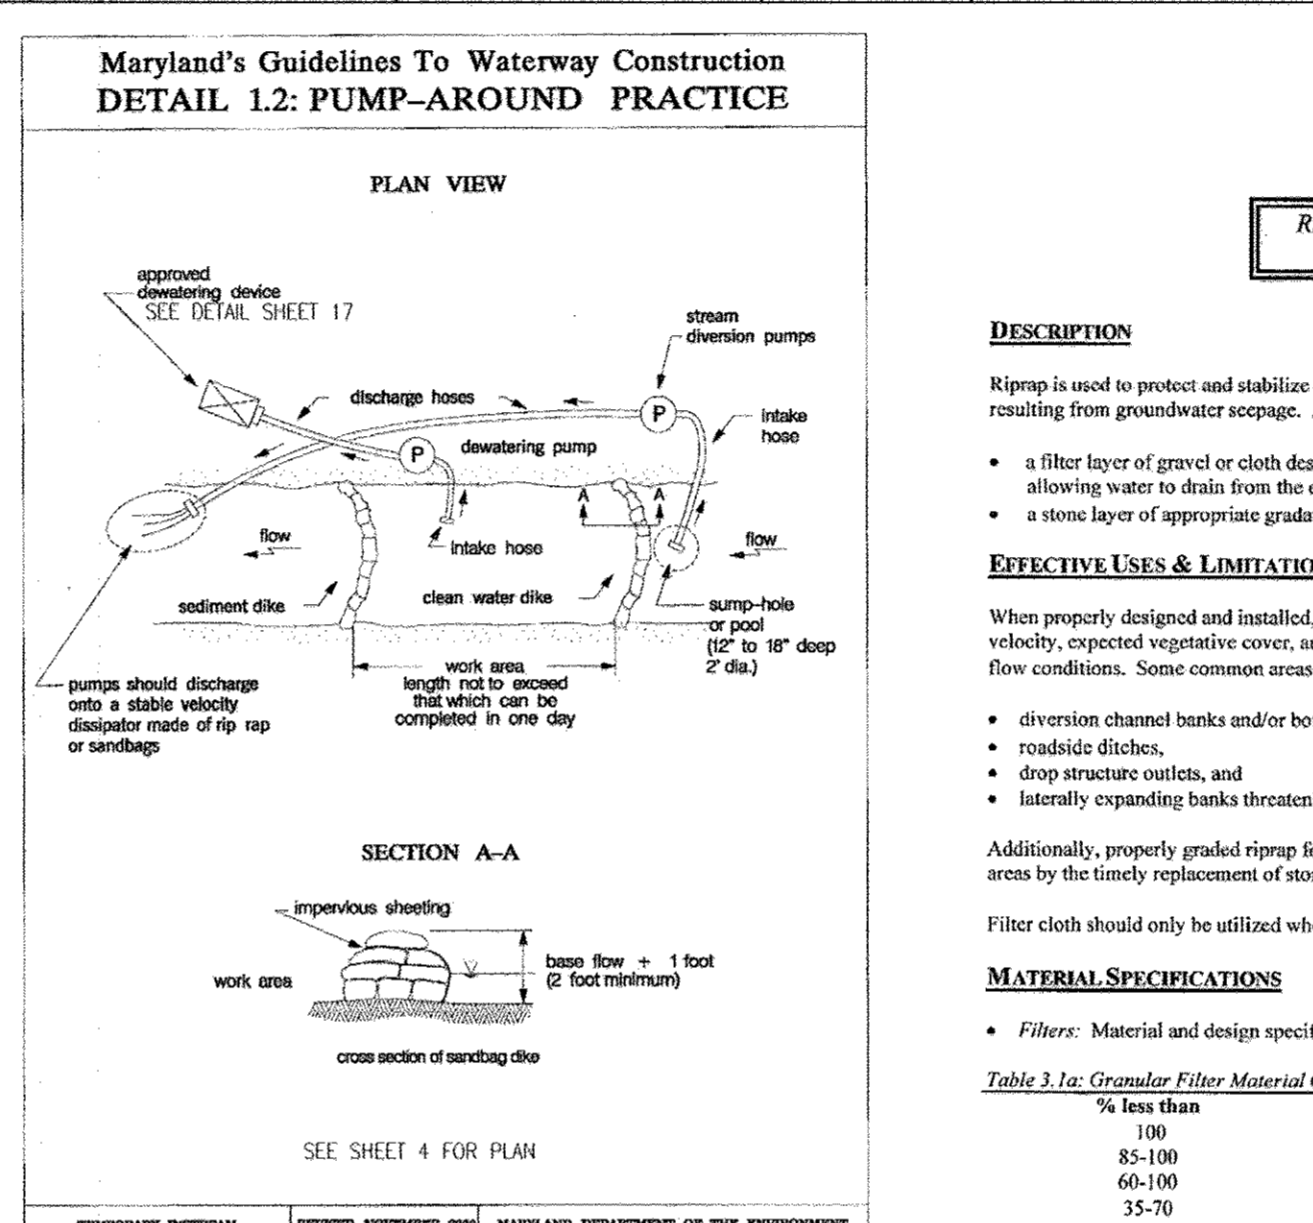 Maryland's Guidelines To Waterway Construction
DETAIL 1.2: PUMP–AROUND PRACTICE
PLAN VIEW
approved
dewatering device
SEE DETAIL SHEET 17
stream
diversion pumps
discharge hoses
intake
hose
P
P
dewatering pump
A
A
flow
intake hose
flow
sediment dike
clean water dike
sump-hole
or pool
(12" to 18" deep
2' dia.)
work area
length not to exceed
that which can be
completed in one day
pumps should discharge
onto a stable velocity
dissipator made of rip rap
or sandbags
SECTION A–A
impervious sheeting
work area
base flow + 1 foot
(2 foot minimum)
cross section of sandbag dike
SEE SHEET 4 FOR PLAN
MARYLAND DEPARTMENT OF THE ENVIRONMENT
DESCRIPTION
Riprap is used to protect and stabilize
resulting from groundwater seepage.
• a filter layer of gravel or cloth des
allowing water to drain from the
• a stone layer of appropriate grada
EFFECTIVE USES & LIMITATIO
When properly designed and installed,
velocity, expected vegetative cover, a
flow conditions. Some common areas
• diversion channel banks and/or bo
• roadside ditches,
• drop structure outlets, and
• laterally expanding banks threaten
Additionally, properly graded riprap f
areas by the timely replacement of sto
Filter cloth should only be utilized wh
MATERIAL SPECIFICATIONS
• Filters: Material and design specif
Table 3.1a: Granular Filter Material
% less than
100
85-100
60-100
35-70